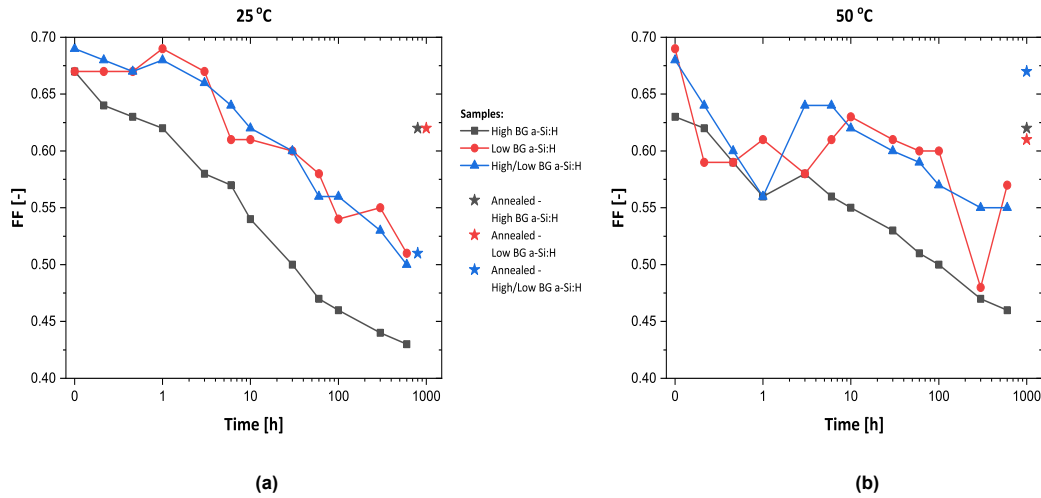 25 °C
0.70
0.65
0.60
0.55
0.50
0.45
0.40
FF [-]
0 1 10 100 1000
Time [h]
(a)
Samples:
High BG a-Si:H
Low BG a-Si:H
High/Low BG a-Si:H
Annealed -
High BG a-Si:H
Annealed -
Low BG a-Si:H
Annealed -
High/Low BG a-Si:H
50 °C
0.70
0.65
0.60
0.55
0.50
0.45
0.40
FF [-]
0 1 10 100 1000
Time [h]
(b)